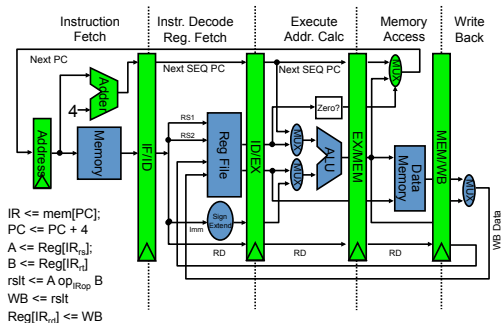 Instruction
Fetch
Instr. Decode
Reg. Fetch
Execute
Addr. Calc
Memory
Access
Write
Back
Next PC
Next SEQ PC
Next SEQ PC
MUX
Adder
4
Zero?
RS1
RS2
Address
Memory
IF/ID
Reg File
ID/EX
MUX
MUX
ALU
EX/MEM
Data
Memory
MEM/WB
MUX
Sign
Extend
Imm
RD
RD
RD
WB Data
IR <= mem[PC];
PC <= PC + 4
A <= Reg[IRrs];
B <= Reg[IRrt]
rslt <= A opIRop B
WB <= rslt
Reg[IRrd] <= WB